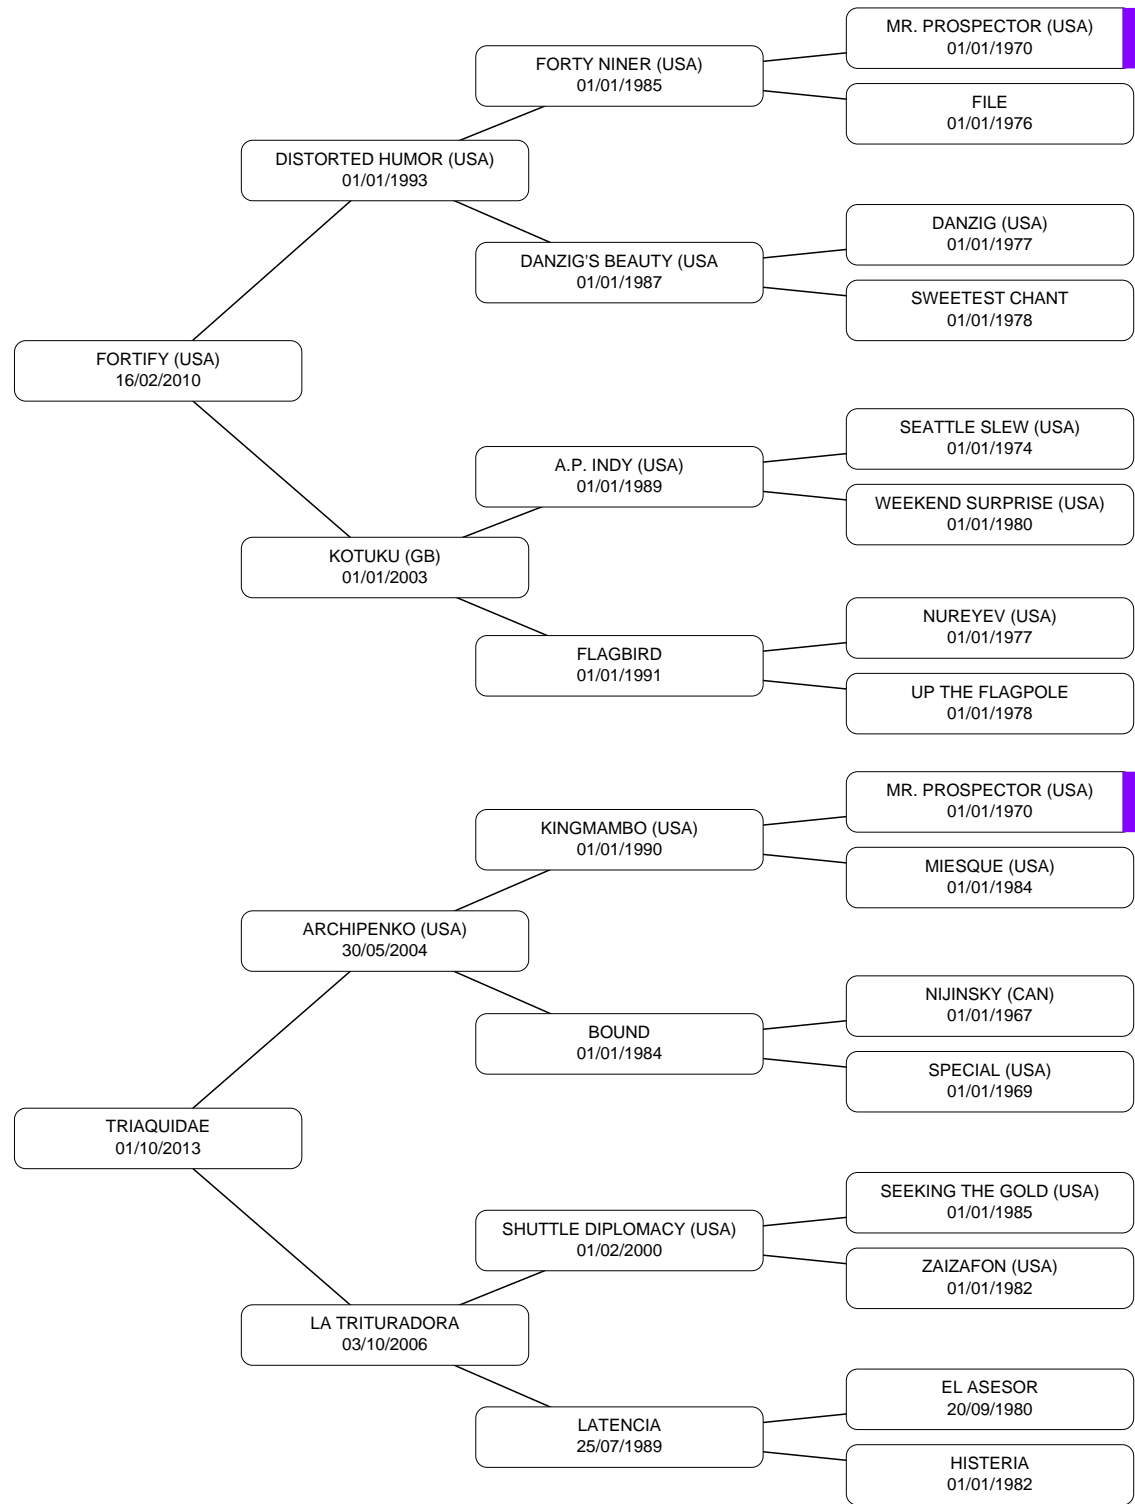 MR. PROSPECTOR (USA)
01/01/1970
FORTY NINER (USA)
01/01/1985
FILE
01/01/1976
DISTORTED HUMOR (USA)
01/01/1993
DANZIG (USA)
01/01/1977
DANZIG'S BEAUTY (USA
01/01/1987
SWEETEST CHANT
01/01/1978
FORTIFY (USA)
16/02/2010
SEATTLE SLEW (USA)
01/01/1974
A.P. INDY (USA)
01/01/1989
WEEKEND SURPRISE (USA)
01/01/1980
KOTUKU (GB)
01/01/2003
NUREYEV (USA)
01/01/1977
FLAGBIRD
01/01/1991
UP THE FLAGPOLE
01/01/1978
MR. PROSPECTOR (USA)
01/01/1970
KINGMAMBO (USA)
01/01/1990
MIESQUE (USA)
01/01/1984
ARCHIPENKO (USA)
30/05/2004
NIJINSKY (CAN)
01/01/1967
BOUND
01/01/1984
SPECIAL (USA)
01/01/1969
TRIAQUIDAE
01/10/2013
SEEKING THE GOLD (USA)
01/01/1985
SHUTTLE DIPLOMACY (USA)
01/02/2000
ZAIZAFON (USA)
01/01/1982
LA TRITURADORA
03/10/2006
EL ASESOR
20/09/1980
LATENCIA
25/07/1989
HISTERIA
01/01/1982